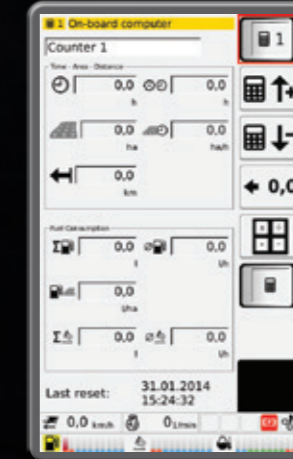 1 On-board computer
1
Counter 1
Time - Area - Distance
0,0 0,0
h h
0,0 0,0
ha ha/h
0,0
km
← 0,0
Fuel Consumption
0,0 0,0
l l/h
0,0
l/ha
Σ 0,0 ⌀ 0,0
l l/h
Last reset: 31.01.2014
15:24:32
0,0 km/h 0 1/min